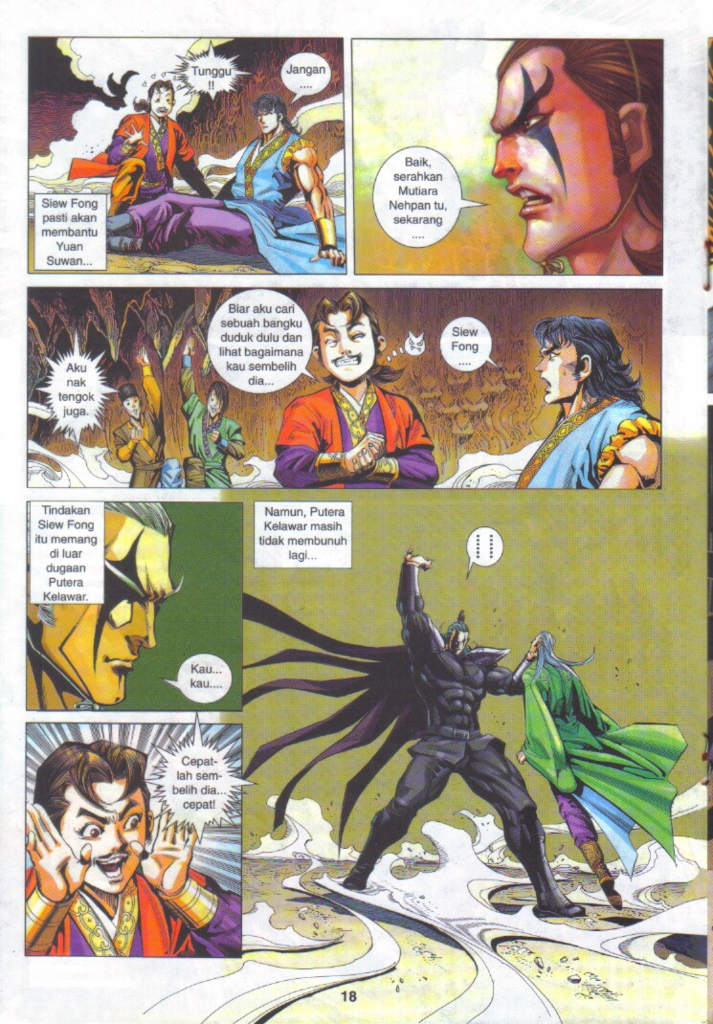 Tunggu
!!
Jangan
....
Siew Fong
pasti akan
membantu
Yuan
Suwan...
Baik,
serahkan
Mutiara
Nehpan tu,
sekarang
....
Aku
nak
tengok
juga.
Biar aku cari
sebuah bangku
duduk dulu dan
lihat bagaimana
kau sembelih
dia...
Siew
Fong
....
Tindakan
Siew Fong
itu memang
di luar
dugaan
Putera
Kelawar.
Kau...
kau....
Namun, Putera
Kelawar masih
tidak membunuh
lagi...
! !
Cepat-
lah sem-
belih dia...
cepat!
18